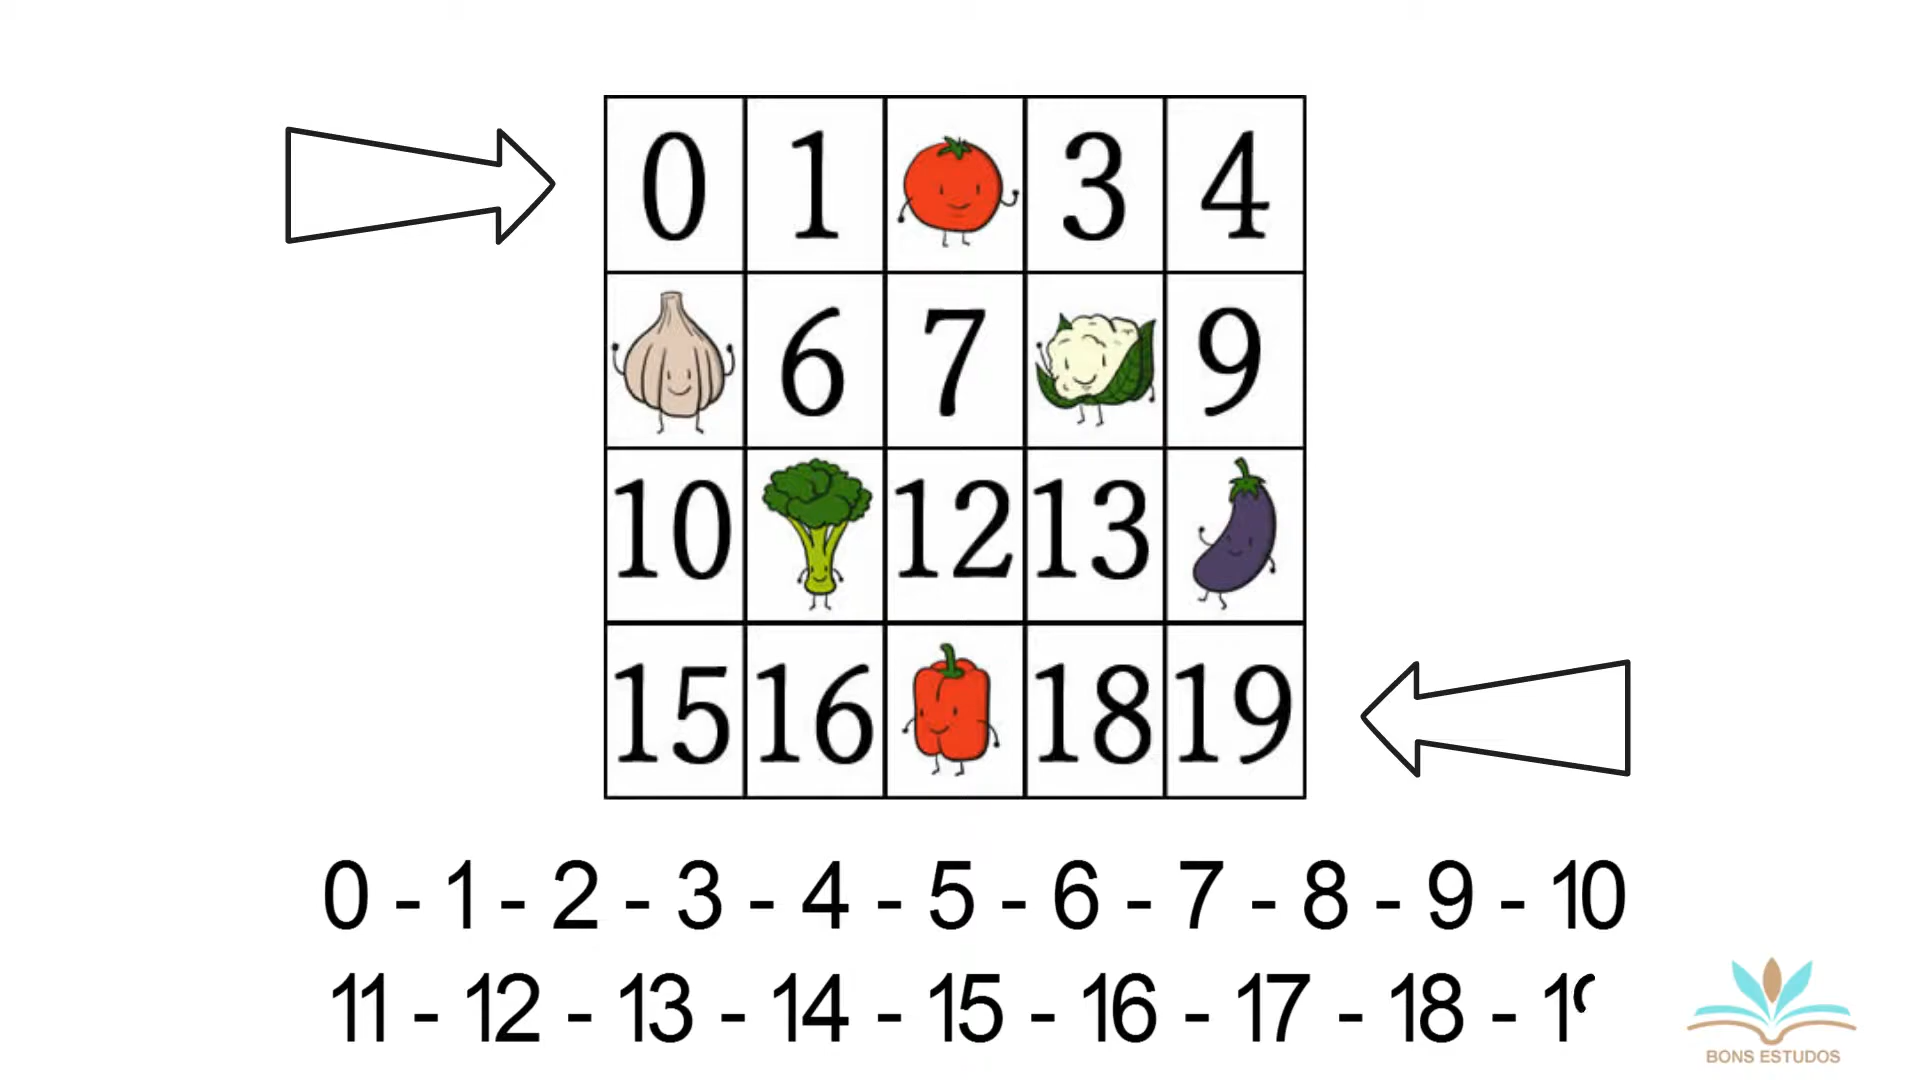 0 1 3 4
6 7 9
10 12 13
15 16 18 19
0 - 1 - 2 - 3 - 4 - 5 - 6 - 7 - 8 - 9 - 10
11 - 12 - 13 - 14 - 15 - 16 - 17 - 18 -
BONS ESTUDOS